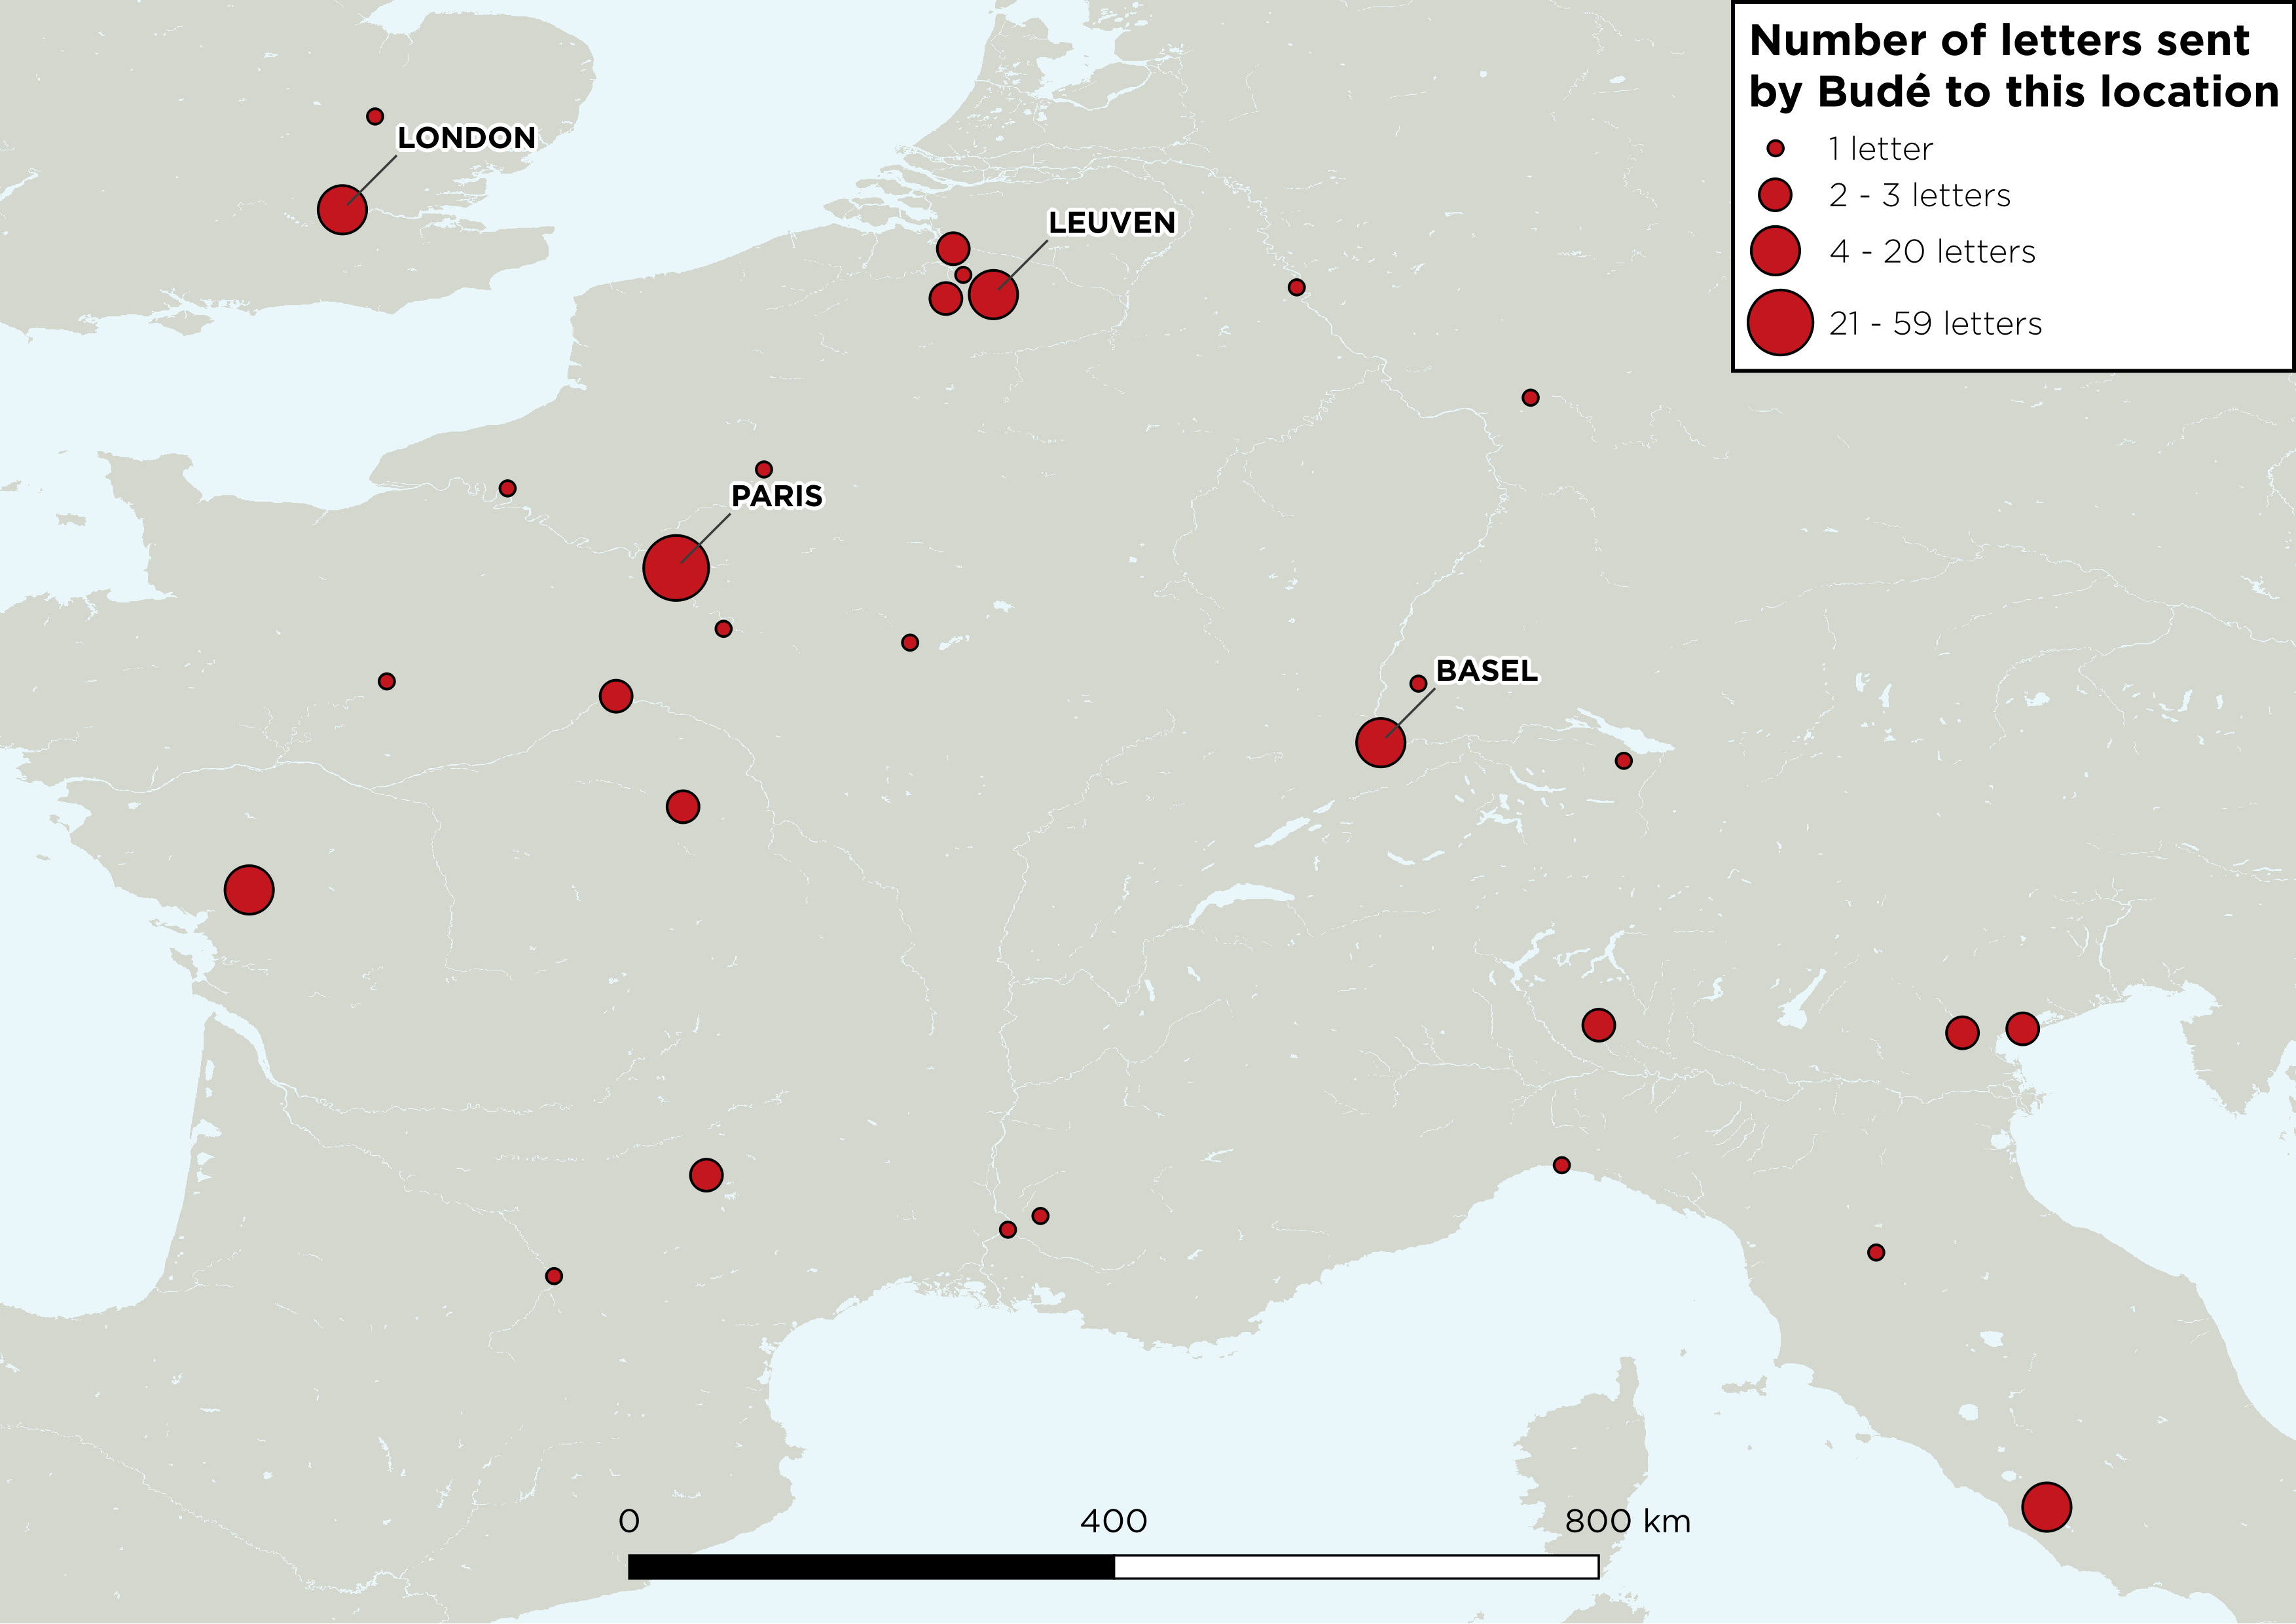 Number of letters sent
by Budé to this location
1 letter
2 - 3 letters
4 - 20 letters
21 - 59 letters
LONDON
LEUVEN
PARIS
BASEL
0 400 800 km